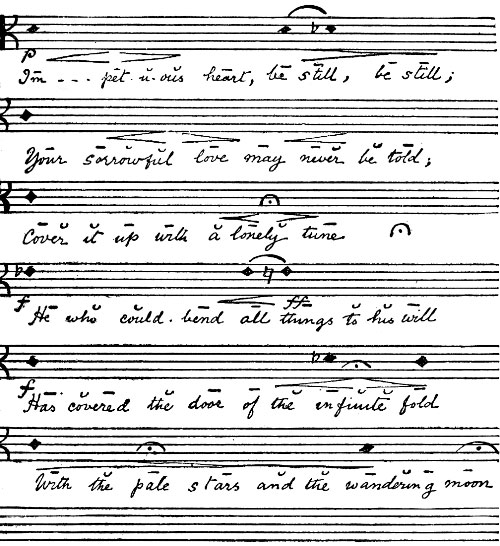 p
Im - - - pet-u-ous heart, be still, be still;
Your sorrowful love may never be told;
Cover it up with a lonely tune
f ff
He who could bend all things to his will
f
Has covered the door of the infinite fold
With the pale stars and the wandering moon